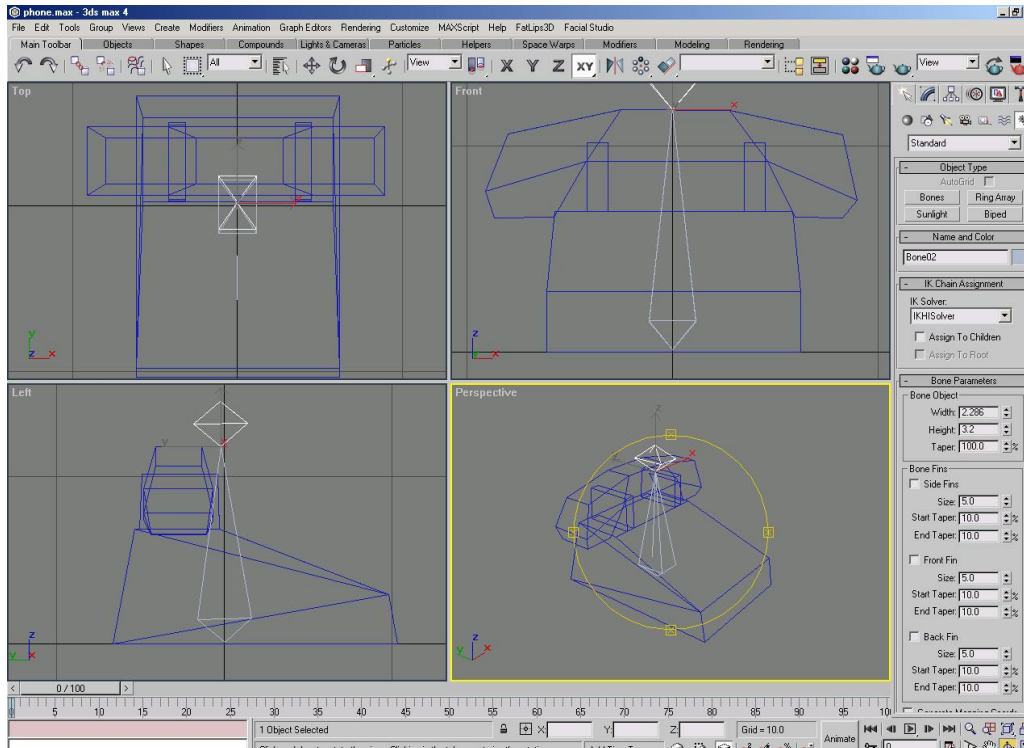 phone.max - 3ds max 4
File Edit Tools Group Views Create Modifiers Animation Graph Editors Rendering Customize MAXScript Help FatLips3D Facial Studio
Main Toolbar Objects Shapes Compounds Lights & Cameras Particles Helpers Space Warps Modifiers Modeling Rendering
All View X Y Z XY View
Top
Front
Left
Perspective
Standard
- Object Type
AutoGrid
Bones Ring Array
Sunlight Biped
- Name and Color
Bone02
- IK Chain Assignment
IK Solver:
IKHISolver
Assign To Children
Assign To Root
- Bone Parameters
Bone Object
Width: 2.286
Height: 3.2
Taper: 100.0 %
Bone Fins
Side Fins
Size: 5.0
Start Taper: 10.0 %
End Taper: 10.0 %
Front Fin
Size: 5.0
Start Taper: 10.0 %
End Taper: 10.0 %
Back Fin
Size: 5.0
Start Taper: 10.0 %
End Taper: 10.0 %
y z x
z x
z y x
z y x
x
x
y x
z x
< 0 / 100 >
5 10 15 20 25 30 35 40 45 50 55 60 65 70 75 80 85 90 95 10
1 Object Selected X: Y: Z: Grid = 10.0 Animate
0